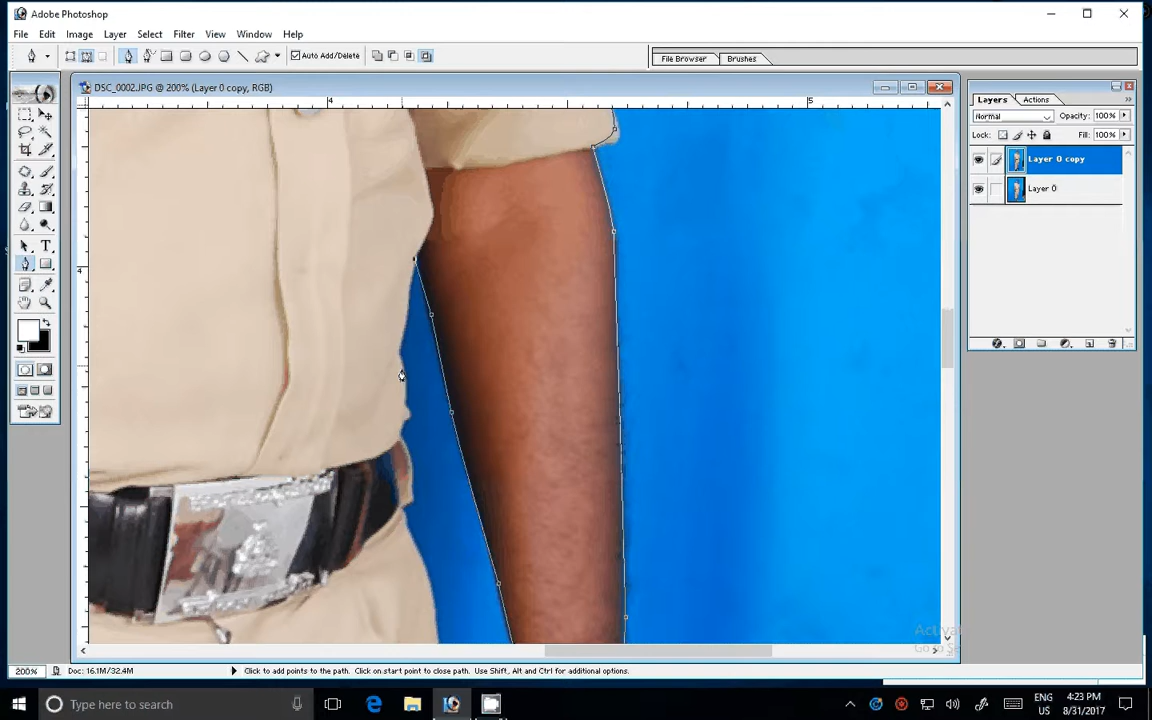 Adobe Photoshop
File Edit Image Layer Select Filter View Window Help
Auto Add/Delete
File Browser Brushes
DSC_0002.JPG @ 200% (Layer 0 copy, RGB)
4 5
4
Layers Actions
Normal Opacity: 100%
Lock: Fill: 100%
Layer 0 copy
Layer 0
T
200% Doc: 16.1M/32.4M Click to add points to the path. Click on start point to close path. Use Shift, Alt and Ctrl for additional options.
Type here to search
ENG
US
4:23 PM
8/31/2017